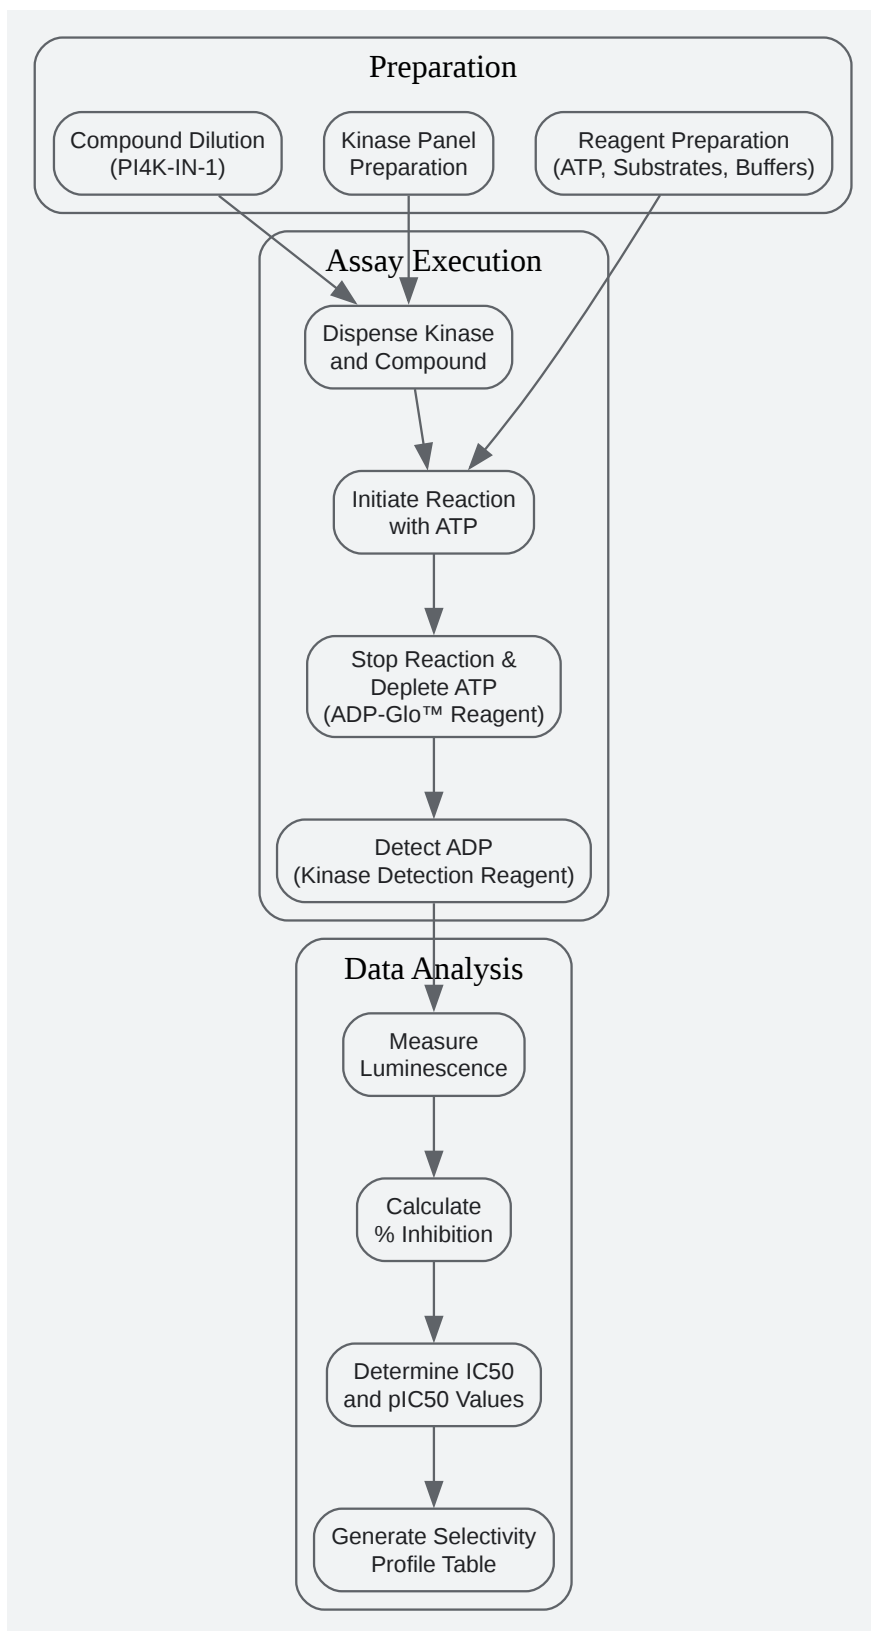 Preparation
Compound Dilution
(PI4K-IN-1)
Kinase Panel
Preparation
Reagent Preparation
(ATP, Substrates, Buffers)
Assay Execution
Dispense Kinase
and Compound
Initiate Reaction
with ATP
Stop Reaction &
Deplete ATP
(ADP-Glo™ Reagent)
Detect ADP
(Kinase Detection Reagent)
Data Analysis
Measure
Luminescence
Calculate
% Inhibition
Determine IC50
and pIC50 Values
Generate Selectivity
Profile Table